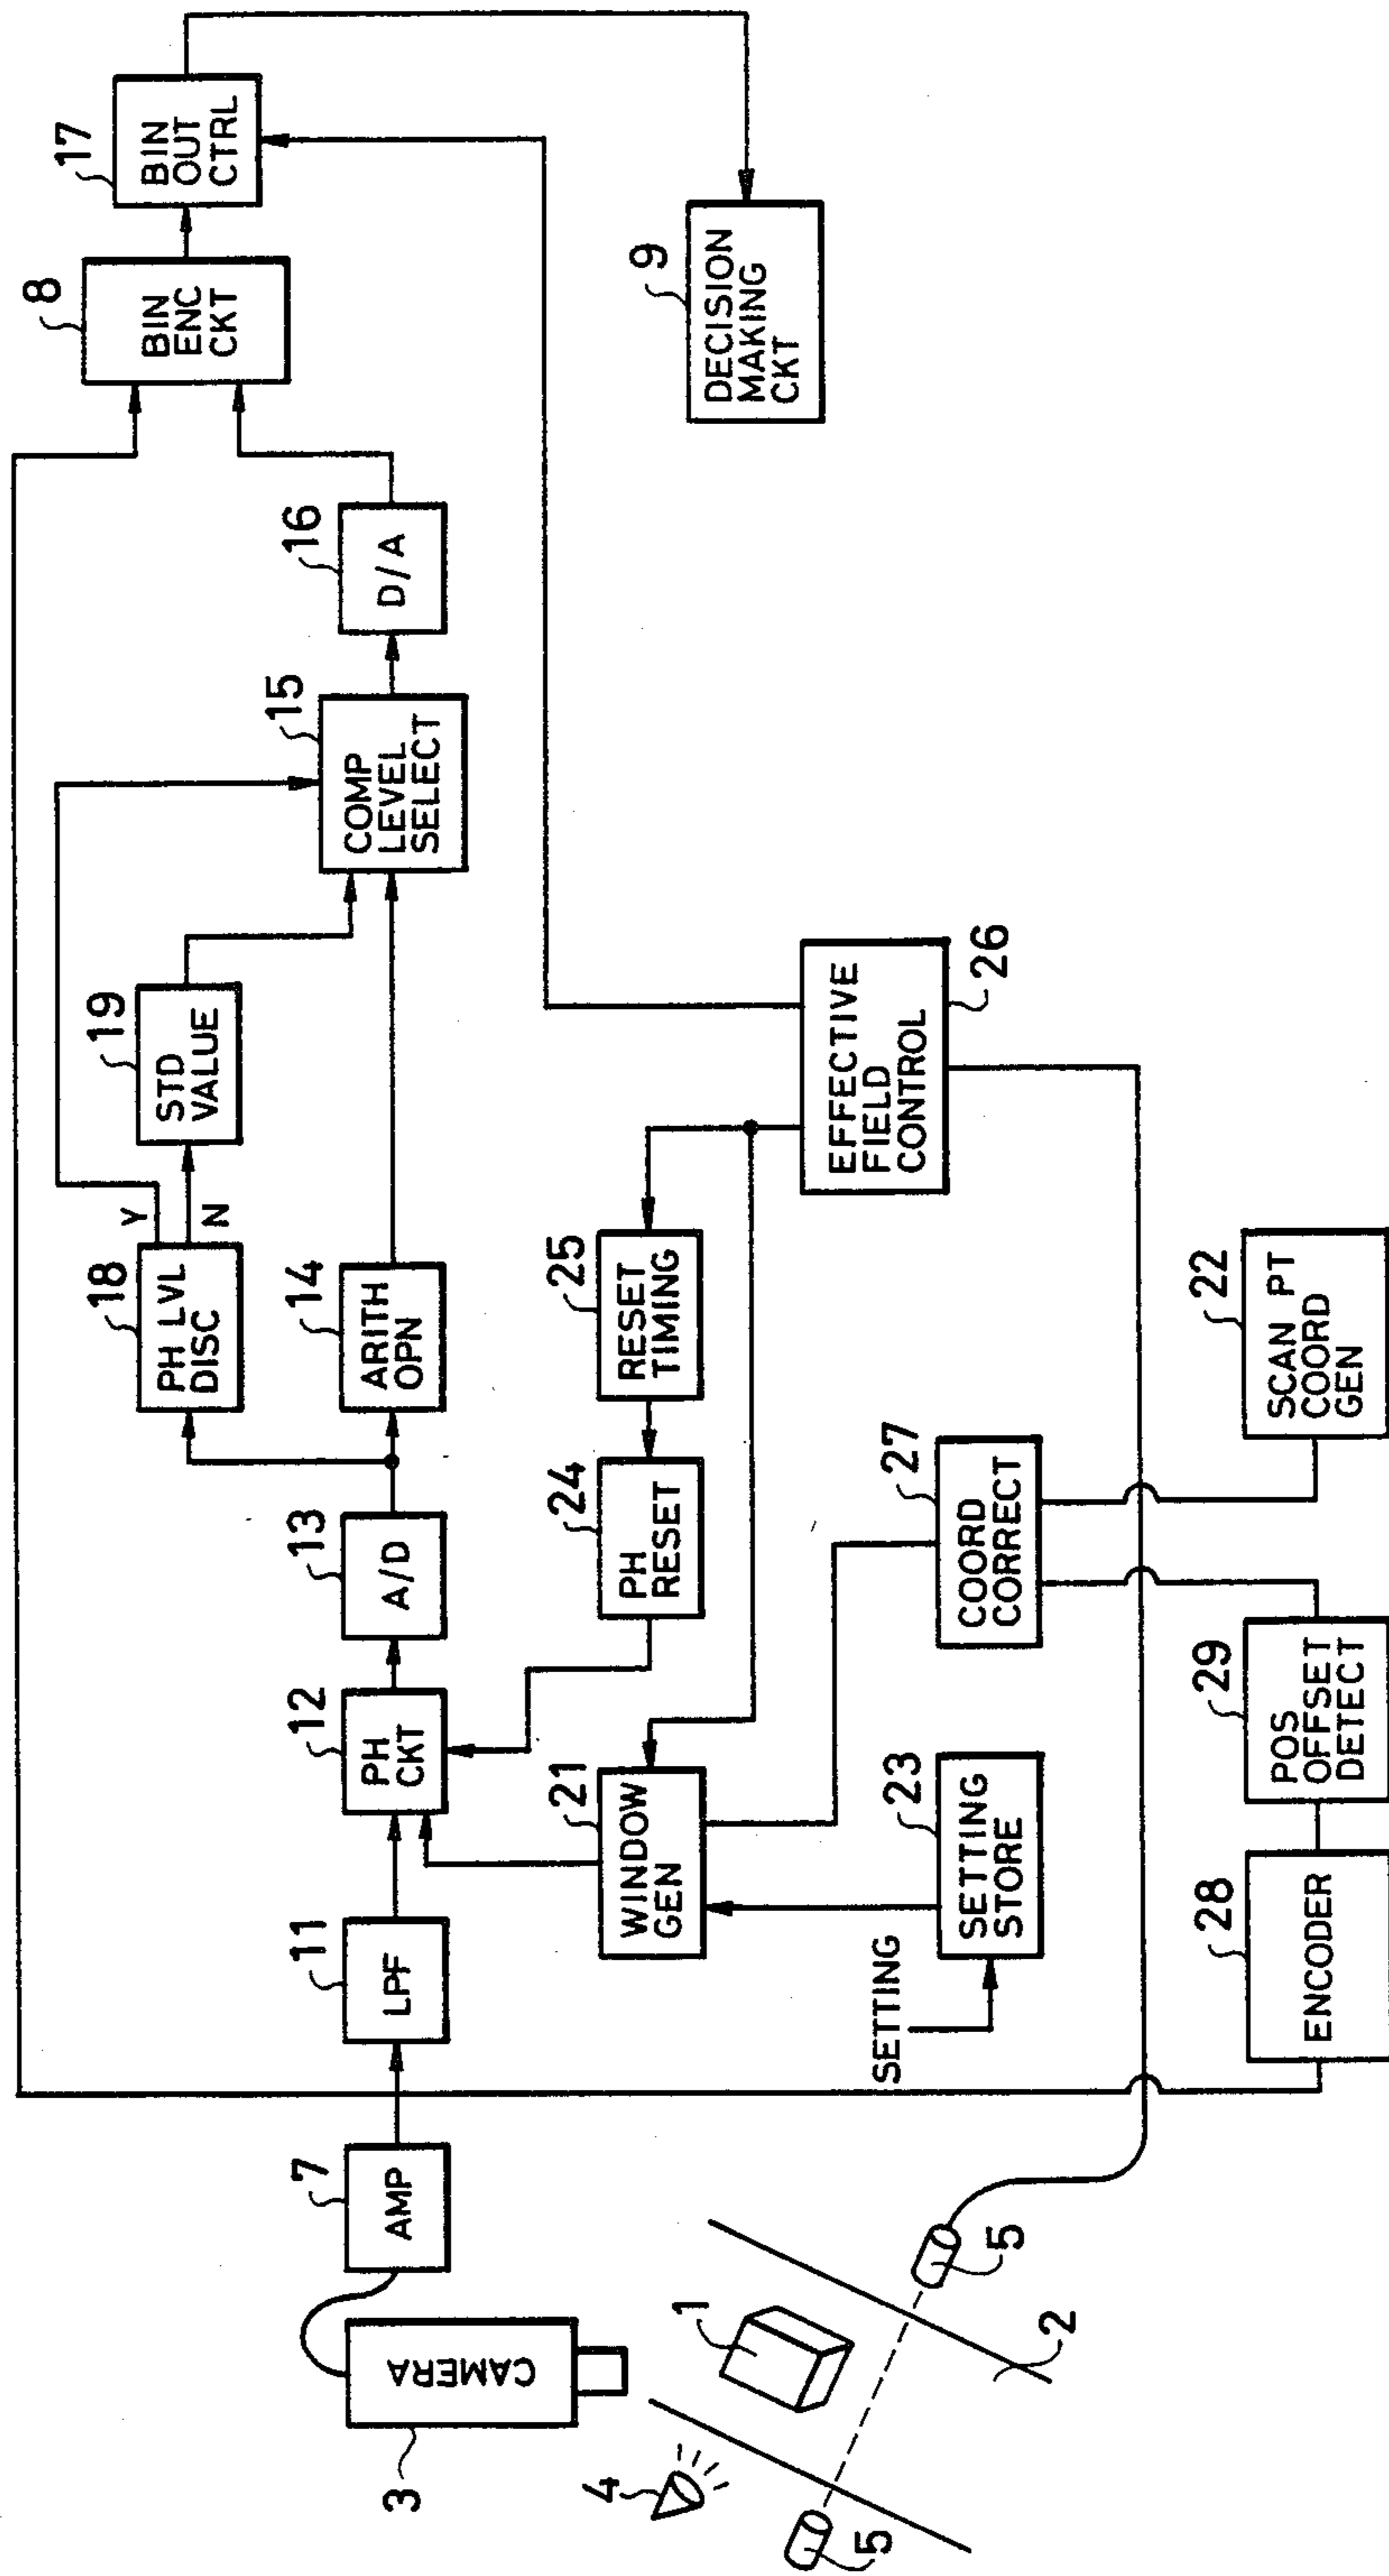 3
CAMERA
7
AMP
11
LPF
12
PH
CKT
13
A/D
14
ARITH
OPN
18
PH LVL
DISC
Y
N
19
STD
VALUE
15
COMP
LEVEL
SELECT
16
D/A
8
BIN
ENC
CKT
17
BIN
OUT
CTRL
9
DECISION
MAKING
CKT
21
WINDOW
GEN
24
PH
RESET
25
RESET
TIMING
26
EFFECTIVE
FIELD
CONTROL
SETTING
23
SETTING
STORE
27
COORD
CORRECT
28
ENCODER
29
POS
OFFSET
DETECT
22
SCAN PT
COORD
GEN
4
1
5
5
2